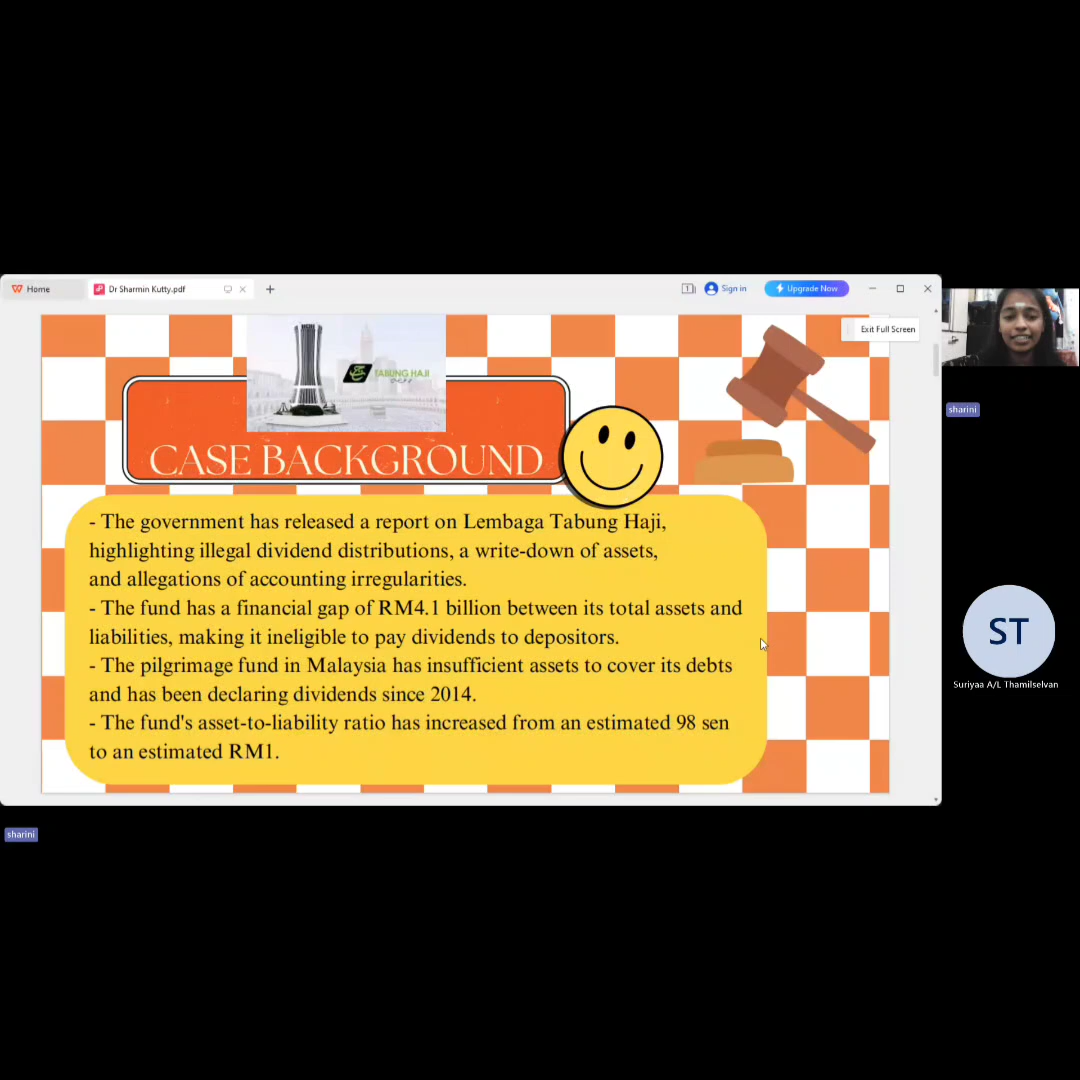 Home
Dr Sharmin Kutty.pdf
Sign in
Upgrade Now
Exit Full Screen
TABUNG HAJI
CASE BACKGROUND
- The government has released a report on Lembaga Tabung Haji,
highlighting illegal dividend distributions, a write-down of assets,
and allegations of accounting irregularities.
- The fund has a financial gap of RM4.1 billion between its total assets and
liabilities, making it ineligible to pay dividends to depositors.
- The pilgrimage fund in Malaysia has insufficient assets to cover its debts
and has been declaring dividends since 2014.
- The fund's asset-to-liability ratio has increased from an estimated 98 sen
to an estimated RM1.
sharini
ST
Suriyaa A/L Thamilselvan
sharini